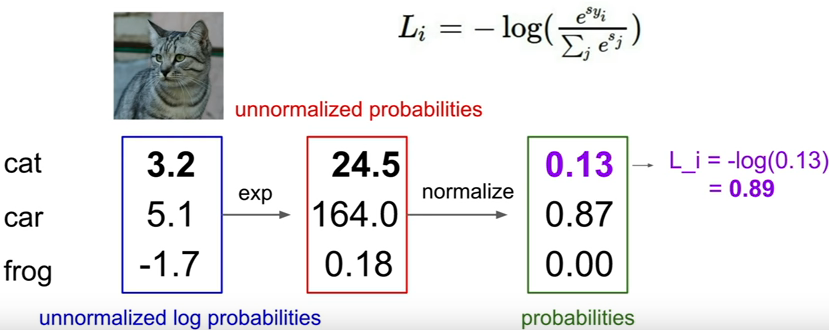 L_i = − log(e^{s_{y_i}} / ∑_j e^{s_j})
unnormalized probabilities
cat 3.2 24.5 0.13 L_i = -log(0.13)
= 0.89
exp normalize
car 5.1 164.0 0.87
frog -1.7 0.18 0.00
unnormalized log probabilities probabilities